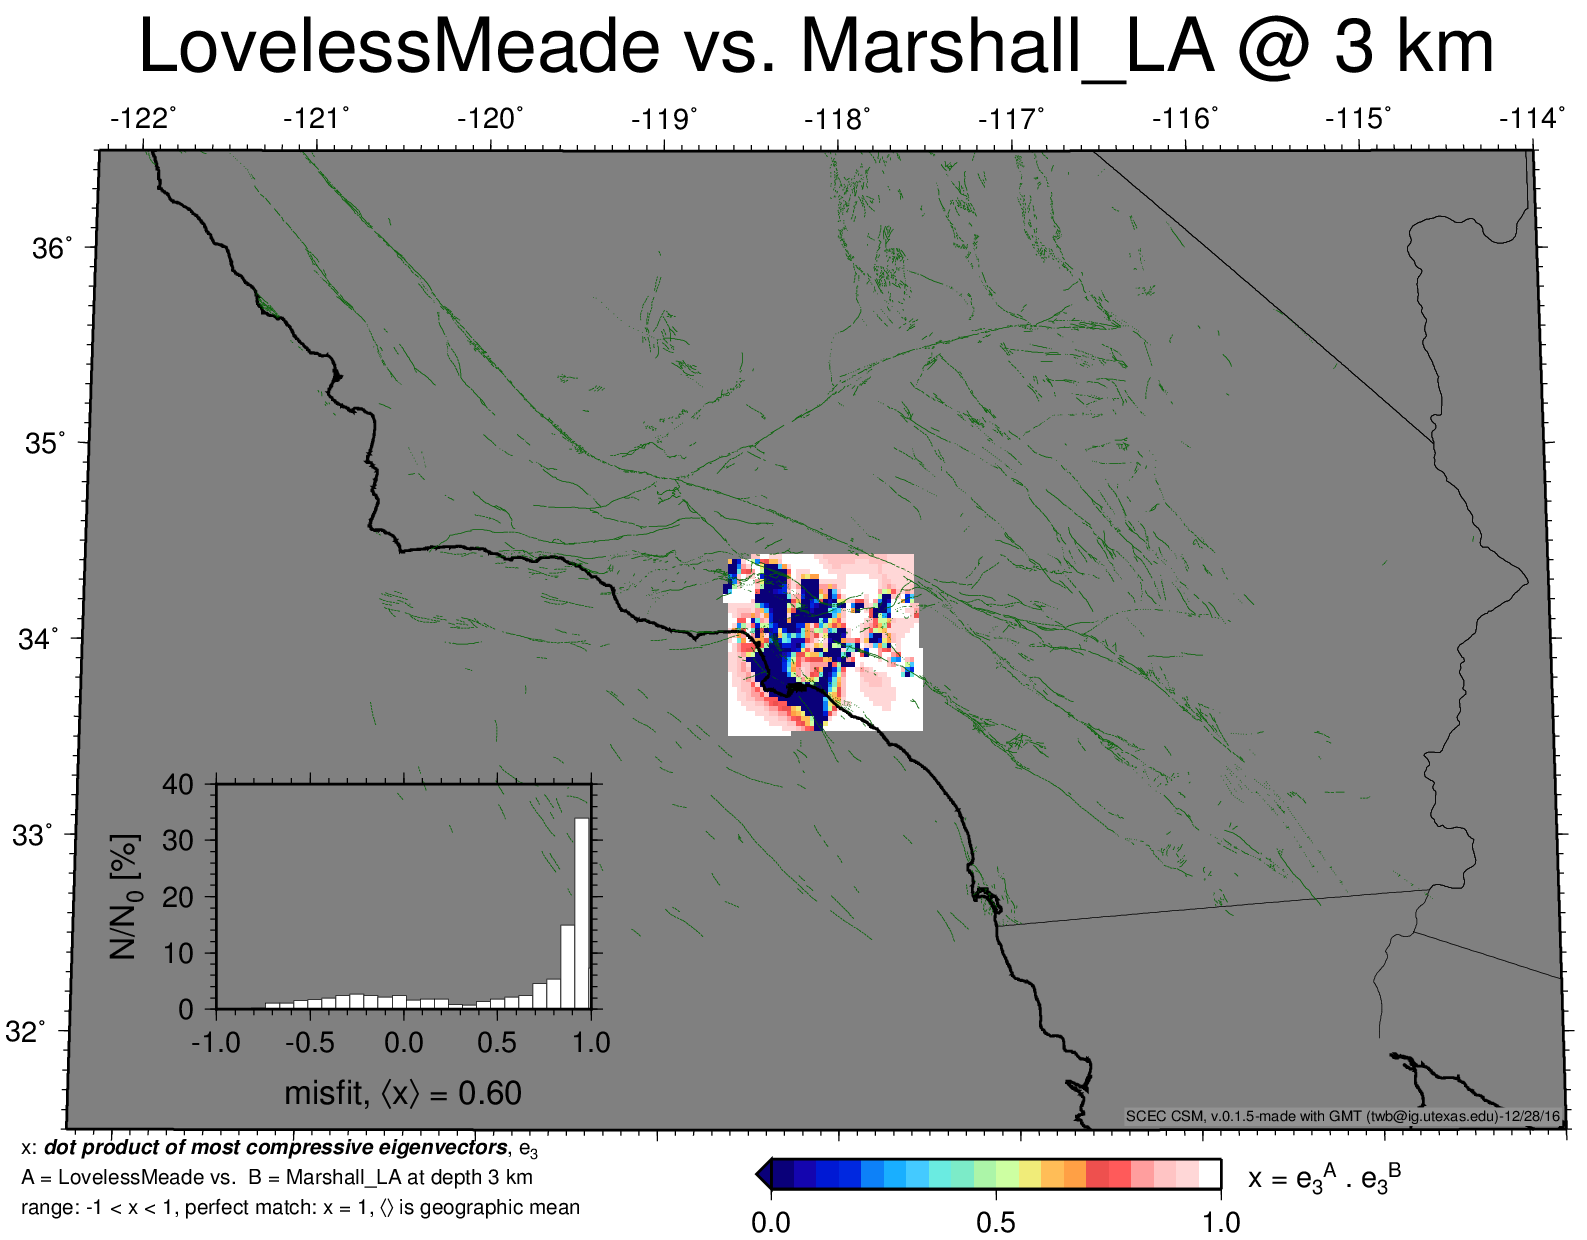 LovelessMeade vs. Marshall_LA @ 3 km
-122˚ -121˚ -120˚ -119˚ -118˚ -117˚ -116˚ -115˚ -114˚
36˚
35˚
34˚
33˚
32˚
40
30
20
10
0
N/N0 [%]
-1.0 -0.5 0.0 0.5 1.0
misfit, ⟨x⟩ = 0.60
SCEC CSM, v.0.1.5-made with GMT (twb@ig.utexas.edu)-12/28/16
x: dot product of most compressive eigenvectors, e3
A = LovelessMeade vs. B = Marshall_LA at depth 3 km
range: -1 < x < 1, perfect match: x = 1, ⟨⟩ is geographic mean
x = e3A . e3B
0.0 0.5 1.0